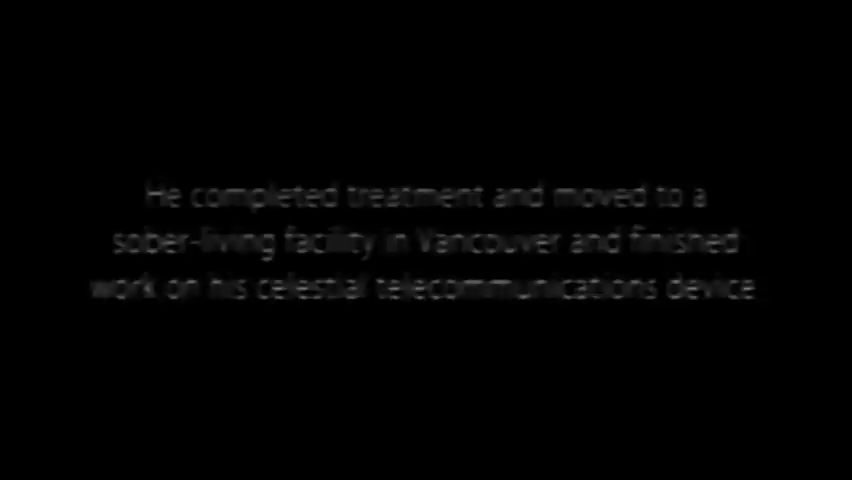 He completed treatment and moved to a
sober-living facility in Vancouver and finished
work on his celestial telecommunications device